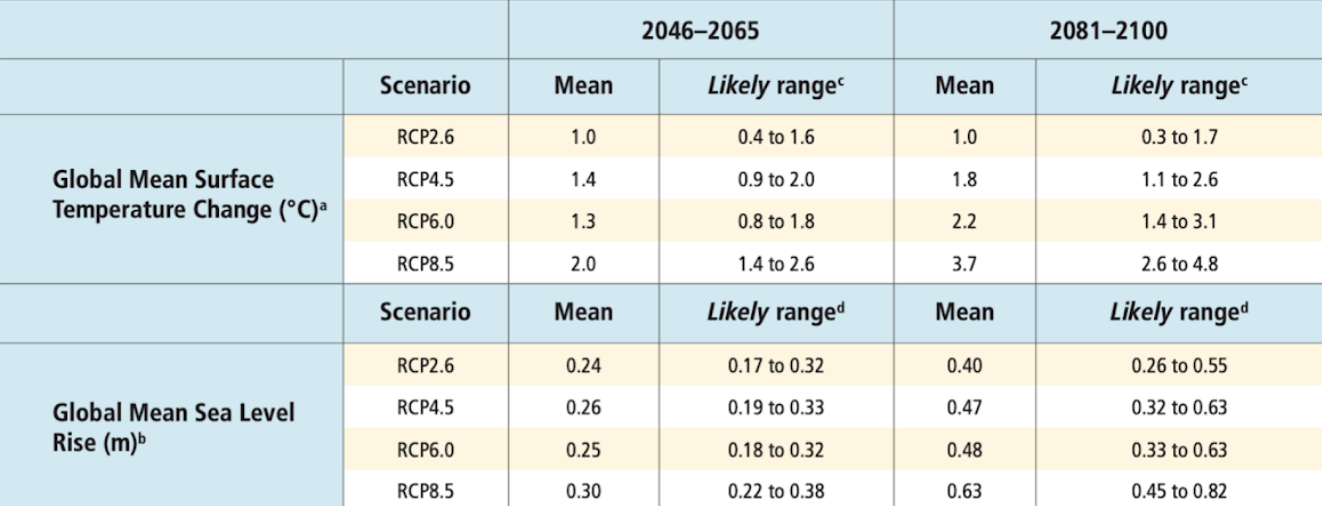 2046–2065 2081–2100
Scenario Mean Likely rangeᶜ Mean Likely rangeᶜ
Global Mean Surface
Temperature Change (°C)ᵃ
RCP2.6 1.0 0.4 to 1.6 1.0 0.3 to 1.7
RCP4.5 1.4 0.9 to 2.0 1.8 1.1 to 2.6
RCP6.0 1.3 0.8 to 1.8 2.2 1.4 to 3.1
RCP8.5 2.0 1.4 to 2.6 3.7 2.6 to 4.8
Scenario Mean Likely rangeᵈ Mean Likely rangeᵈ
Global Mean Sea Level
Rise (m)ᵇ
RCP2.6 0.24 0.17 to 0.32 0.40 0.26 to 0.55
RCP4.5 0.26 0.19 to 0.33 0.47 0.32 to 0.63
RCP6.0 0.25 0.18 to 0.32 0.48 0.33 to 0.63
RCP8.5 0.30 0.22 to 0.38 0.63 0.45 to 0.82